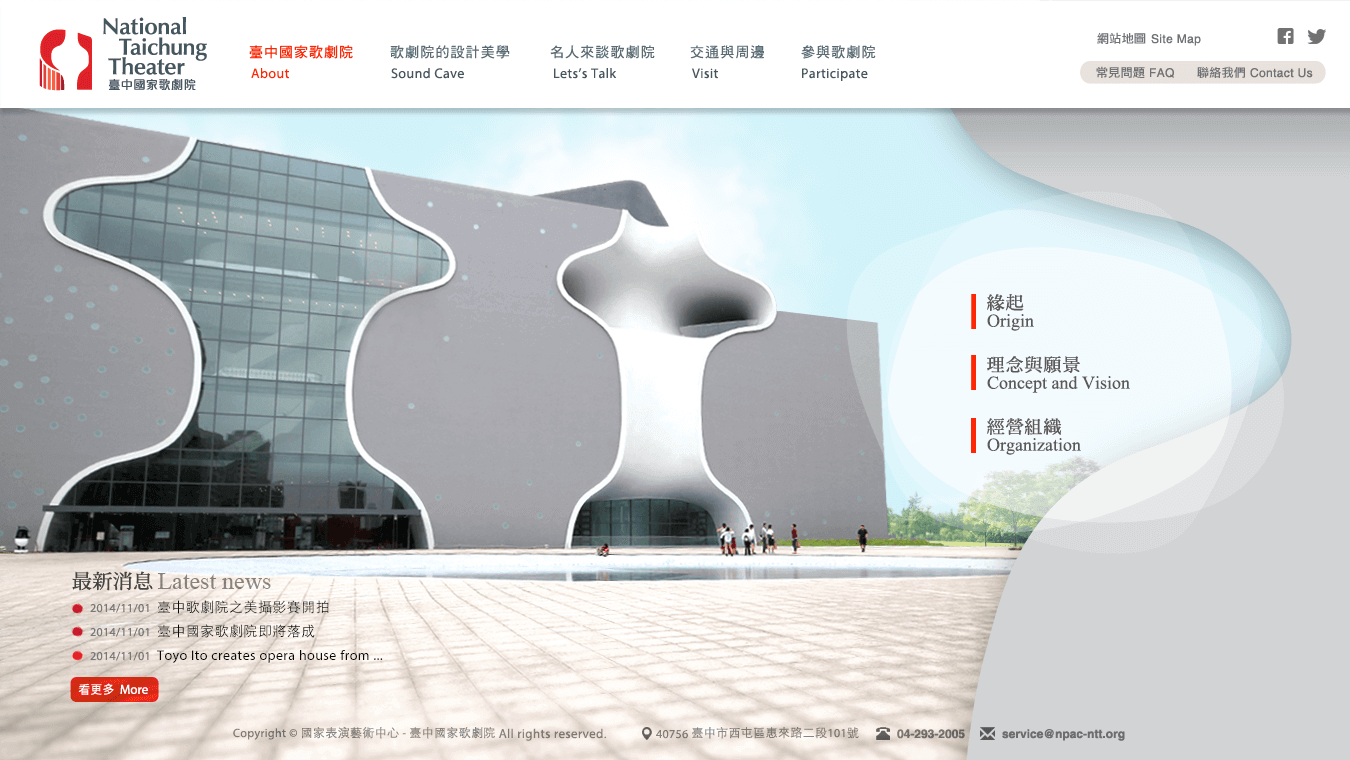 National
Taichung
Theater
臺中國家歌劇院
臺中國家歌劇院
About
歌劇院的設計美學
Sound Cave
名人來談歌劇院
Lets's Talk
交通與周邊
Visit
參與歌劇院
Participate
網站地圖 Site Map
常見問題 FAQ
聯絡我們 Contact Us
緣起
Origin
理念與願景
Concept and Vision
經營組織
Organization
最新消息 Latest news
2014/11/01 臺中歌劇院之美攝影賽開拍
2014/11/01 臺中國家歌劇院即將落成
2014/11/01 Toyo Ito creates opera house from ...
看更多 More
Copyright © 國家表演藝術中心 - 臺中國家歌劇院 All rights reserved.
40756 臺中市西屯區惠來路二段101號
04-293-2005
service@npac-ntt.org